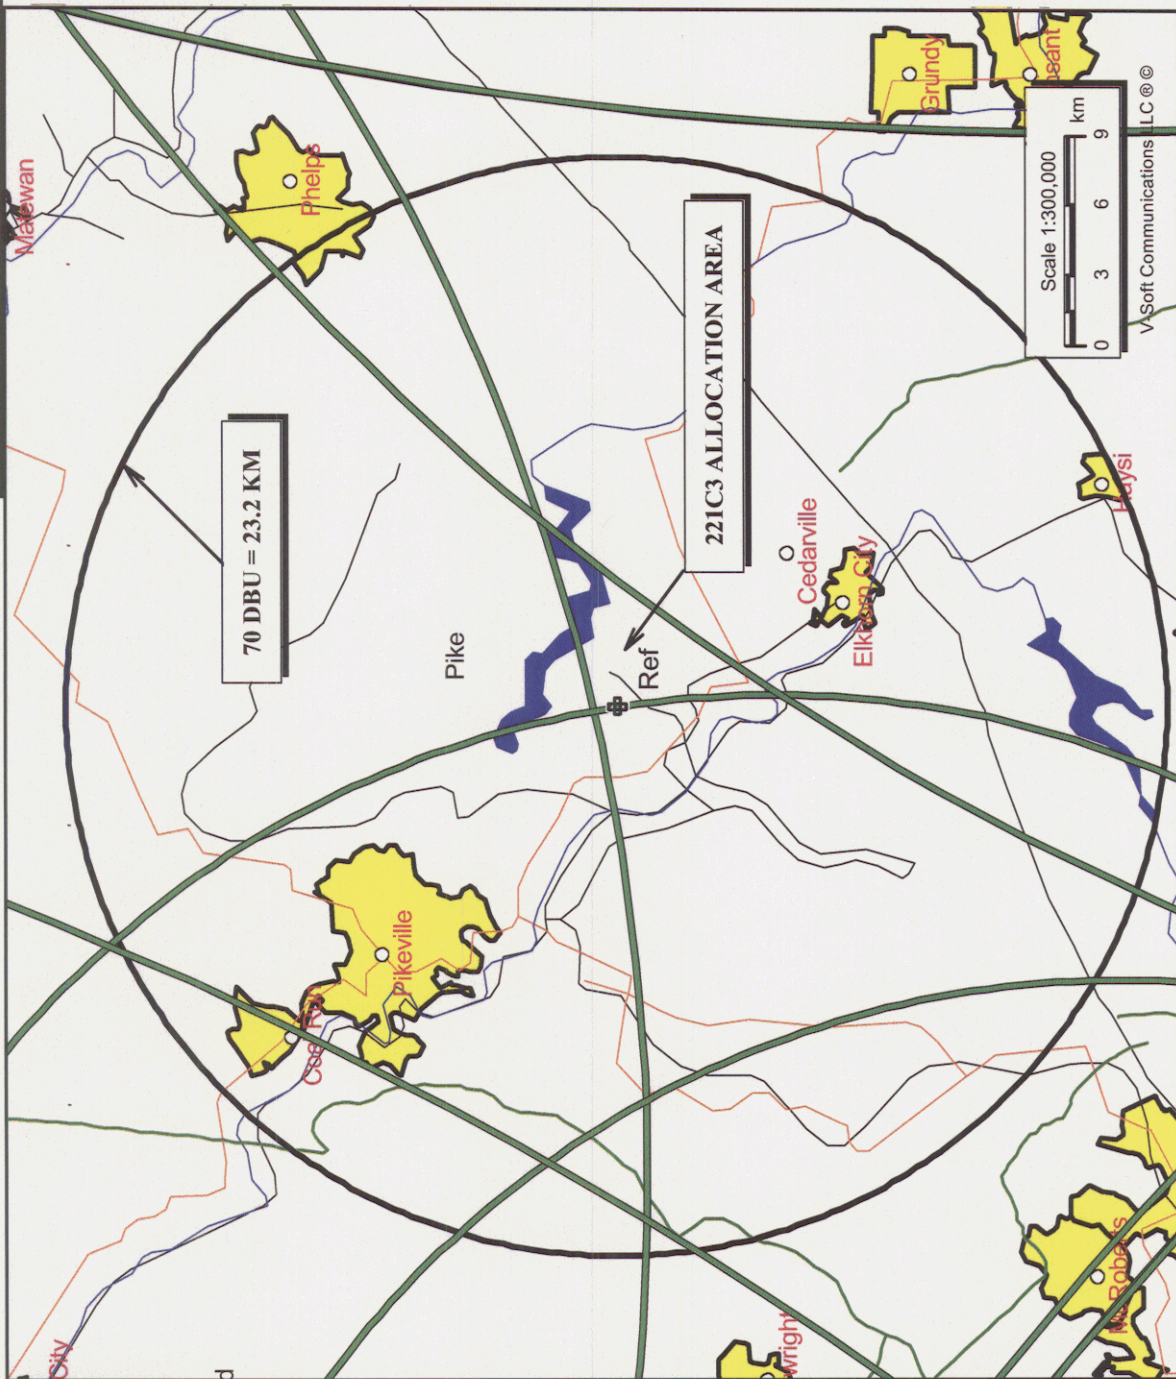 Matewan
Phelps
Grundy
Scale 1:300,000
0 3 6 9 km
V-Soft Communications LLC ® ©
70 DBU = 23.2 KM
221C3 ALLOCATION AREA
Pike
Ref
Cedarville
Elkhorn City
Haysi
Pikeville
City